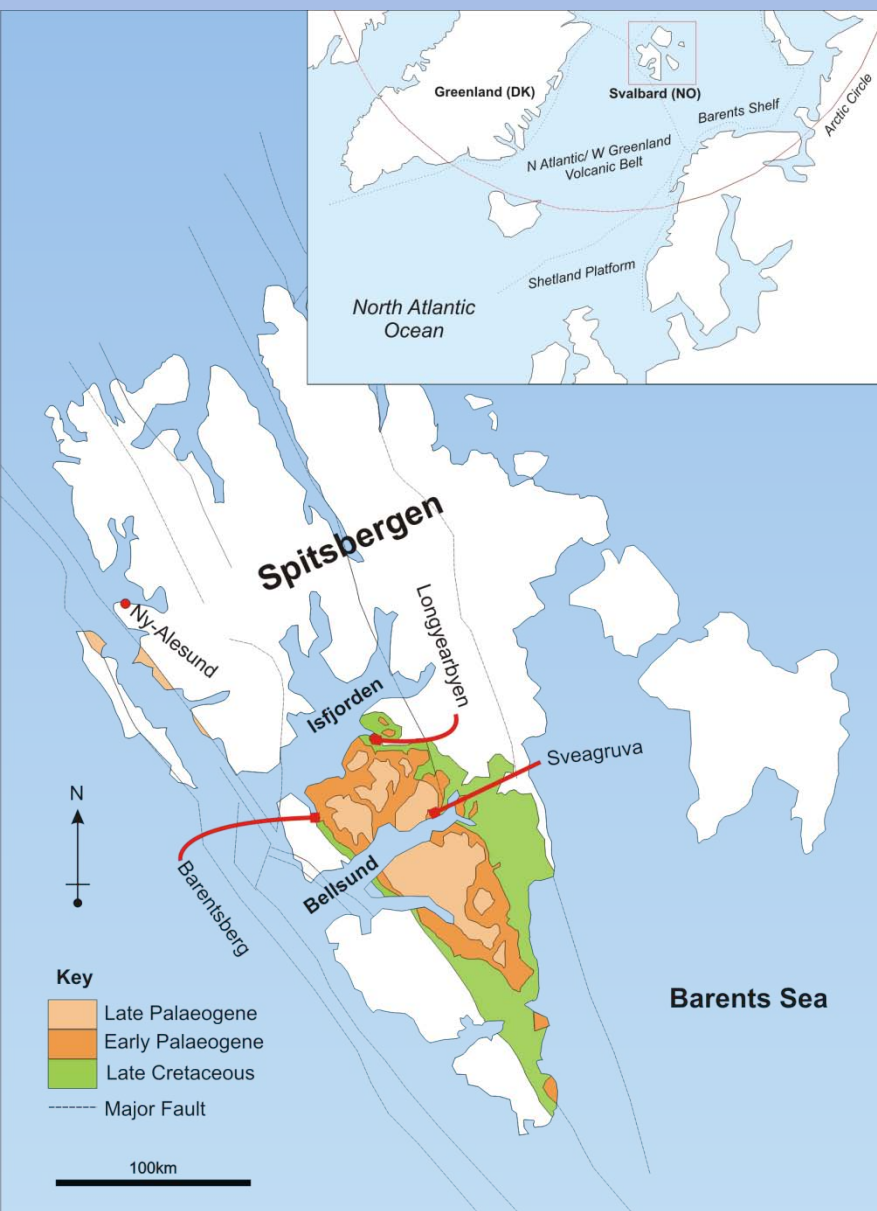 Greenland (DK)
Svalbard (NO)
Barents Shelf
Arctic Circle
N Atlantic/ W Greenland
Volcanic Belt
Shetland Platform
North Atlantic
Ocean
Spitsbergen
Ny-Alesund
Longyearbyen
Isfjorden
Sveagruva
N
Barentsberg
Bellsund
Barents Sea
Key
Late Palaeogene
Early Palaeogene
Late Cretaceous
Major Fault
100km